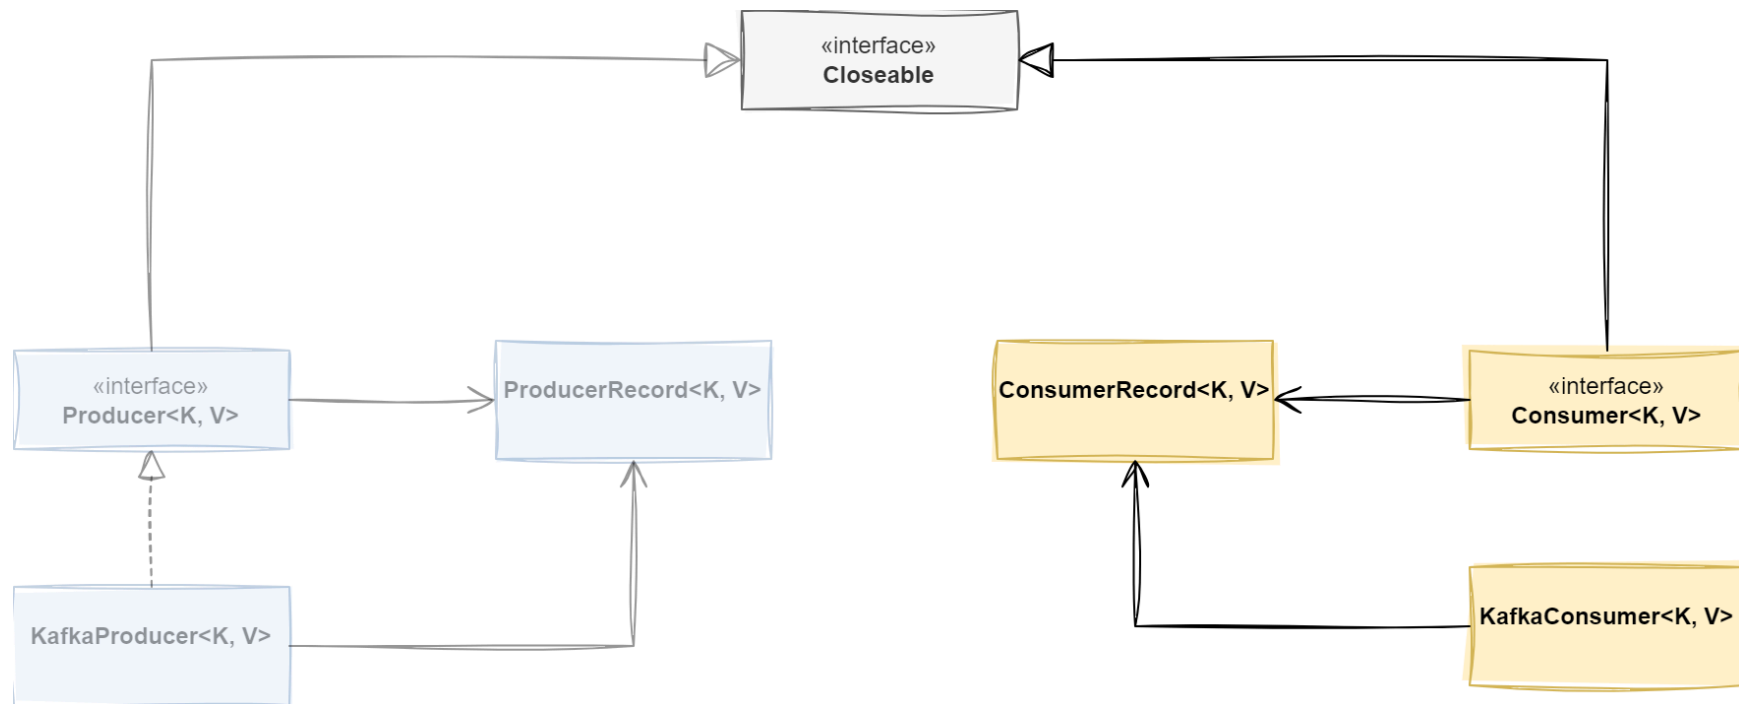 «interface»
Closeable
«interface»
Producer<K, V>
ProducerRecord<K, V>
ConsumerRecord<K, V>
«interface»
Consumer<K, V>
KafkaProducer<K, V>
KafkaConsumer<K, V>